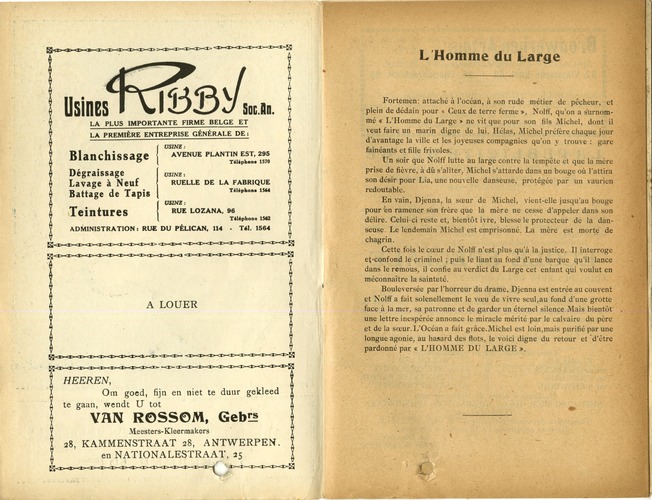 Usines RIBBY Soc. An.
LA PLUS IMPORTANTE FIRME BELGE ET
LA PREMIÈRE ENTREPRISE GÉNÉRALE DE :
Blanchissage
USINE :
AVENUE PLANTIN EST, 295
Téléphone 1570
Dégraissage
Lavage à Neuf
Battage de Tapis
USINE :
RUELLE DE LA FABRIQUE
Téléphone 1564
Teintures
USINE :
RUE LOZANA, 96
Téléphone 1562
ADMINISTRATION : RUE DU PÉLICAN, 114 - Tél. 1564
A LOUER
HEEREN,
Om goed, fijn en niet te duur gekleed
te gaan, wendt U tot
VAN ROSSOM, Gebrs
Meesters-Kleermakers
28, KAMMENSTRAAT 28, ANTWERPEN.
en NATIONALESTRAAT, 25
L'Homme du Large
Fortemen: attaché à l'océan, à son rude métier de pêcheur, et
plein de dédain pour « Ceux de terre ferme », Nolff, qu'on a surnom-
mé « L'Homme du Large » ne vit que pour son fils Michel, dont il
veut faire un marin digne de lui. Hélas, Michel préfère chaque jour
d'avantage la ville et les joyeuses compagnies qu'on y trouve : gars
fainéants et filles frivoles.
Un soir que Nolff lutte au large contre la tempête et que la mère
prise de fièvre, à dû s'aliter, Michel s'attarde dans un bouge où l'attira
son désir pour Lia, une nouvelle danseuse, protégée par un vaurien
redoutable.
En vain, Djenna, la sœur de Michel, vient-elle jusqu'au bouge
pour en ramener son frère que la mère ne cesse d'appeler dans son
délire. Celui-ci reste et, bientôt ivre, blesse le protecteur de la dan-
seuse. Le lendemain Michel est emprisonné. La mère est morte de
chagrin.
Cette fois le cœur de Nolff n'est plus qu'à la justice. Il interroge
et confond le criminel ; puis le liant au fond d'une barque qu'il lance
dans le remous, il confie au verdict du Large cet enfant qui voulut en
méconnaître la sainteté.
Bouleversée par l'horreur du drame, Djenna est entrée au couvent
et Nolff a fait solenellement le vœu de vivre seul, au fond d'une grotte
face à la mer, sa patronne et de garder un éternel silence Mais bientôt
une lettre inespérée annonce le miracle mérité par le calvaire du père
et de la sœur. L'Océan a fait grâce. Michel est loin, mais purifié par une
longue agonie, au hasard des flots, le voici digne du retour et d'être
pardonné par « L'HOMME DU LARGE ».